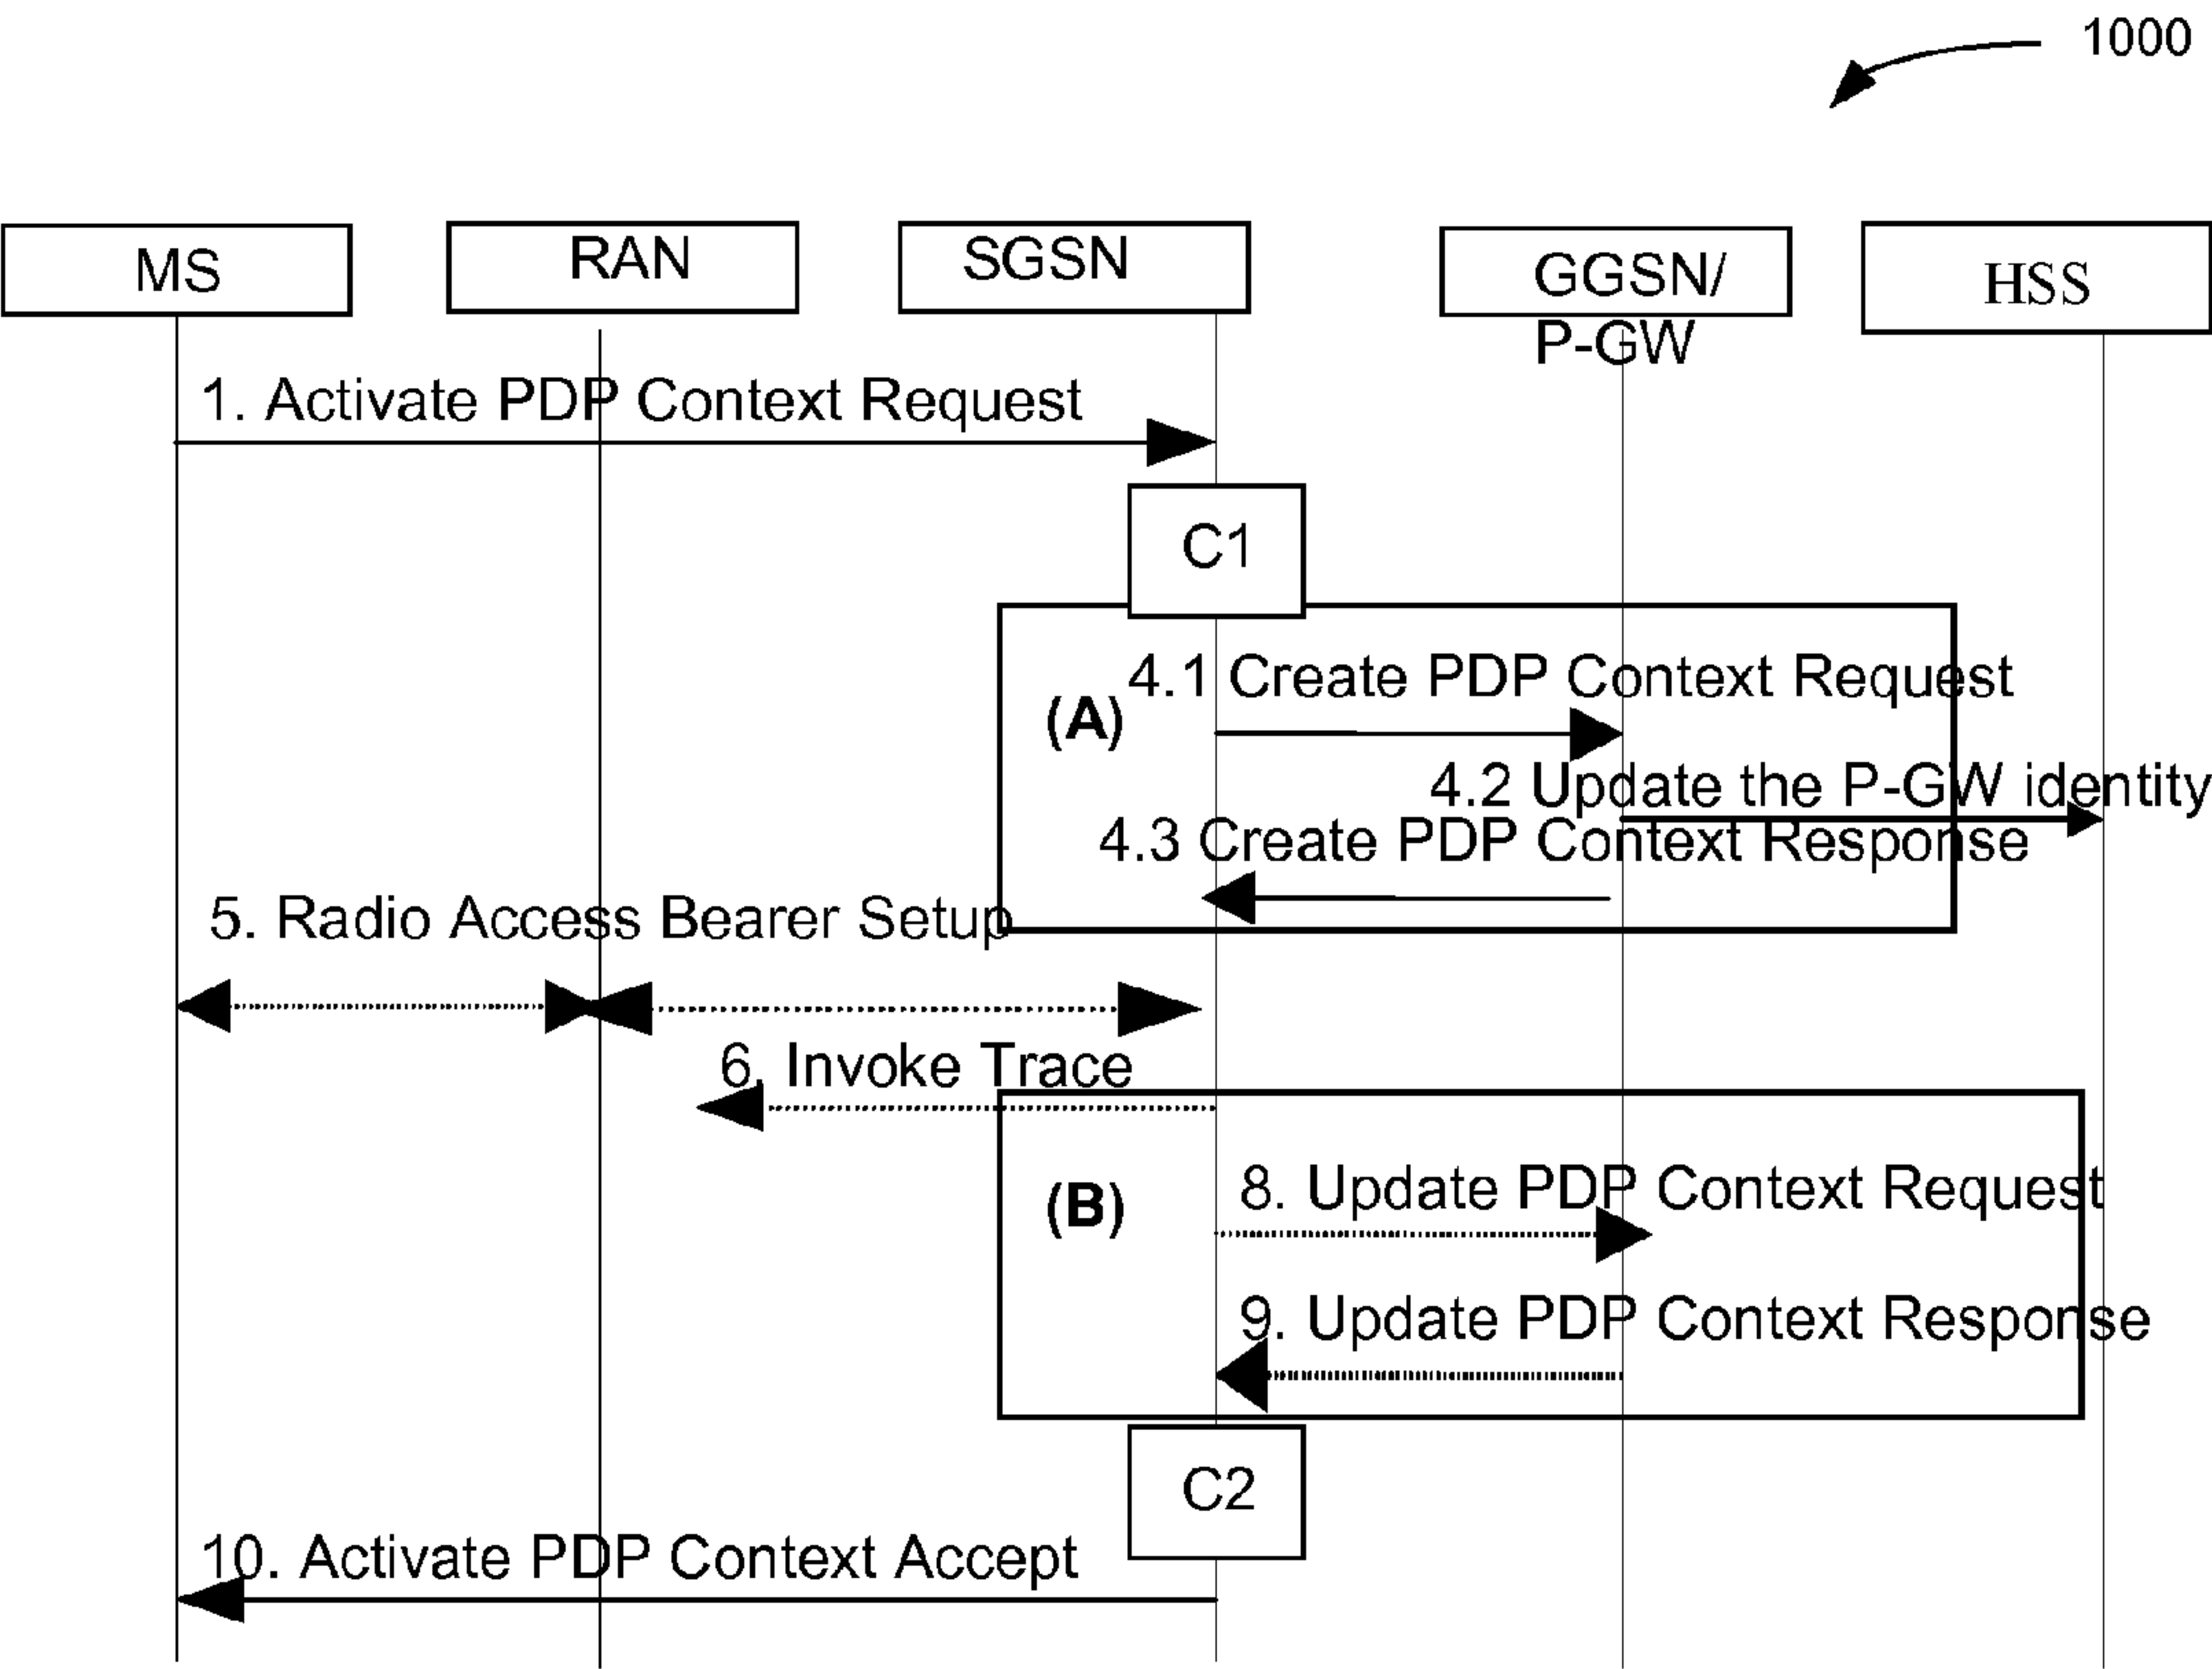 1000
MS
RAN
SGSN
GGSN/
P-GW
HSS
1. Activate PDP Context Request
C1
4.1 Create PDP Context Request
(A)
4.2 Update the P-GW identity
4.3 Create PDP Context Response
5. Radio Access Bearer Setup
6. Invoke Trace
8. Update PDP Context Request
(B)
9. Update PDP Context Response
C2
10. Activate PDP Context Accept